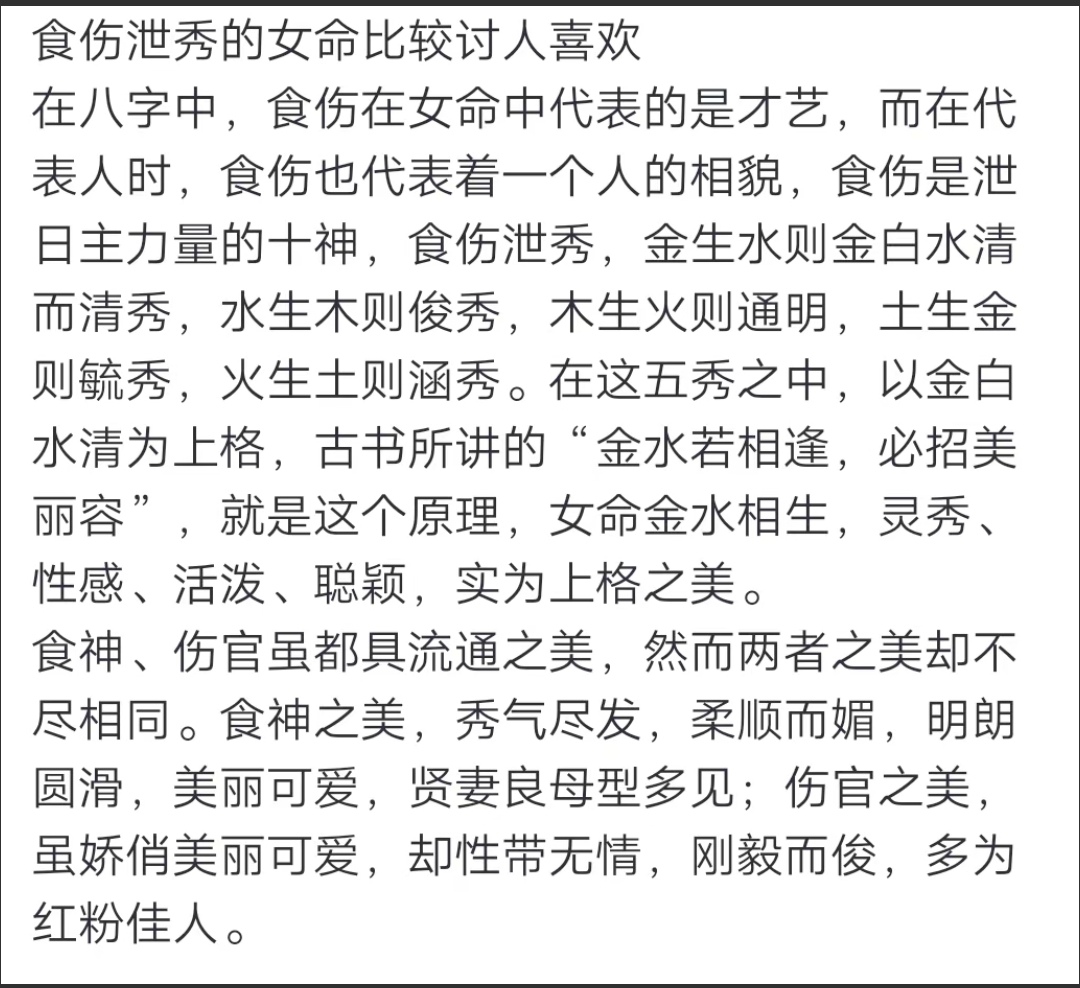 食伤泄秀的女命比较讨人喜欢
在八字中，食伤在女命中代表的是才艺，而在代
表人时，食伤也代表着一个人的相貌，食伤是泄
日主力量的十神，食伤泄秀，金生水则金白水清
而清秀，水生木则俊秀，木生火则通明，土生金
则毓秀，火生土则涵秀。在这五秀之中，以金白
水清为上格，古书所讲的“金水若相逢，必招美
丽容”，就是这个原理，女命金水相生，灵秀、
性感、活泼、聪颖，实为上格之美。
食神、伤官虽都具流通之美，然而两者之美却不
尽相同。食神之美，秀气尽发，柔顺而媚，明朗
圆滑，美丽可爱，贤妻良母型多见；伤官之美，
虽娇俏美丽可爱，却性带无情，刚毅而俊，多为
红粉佳人。